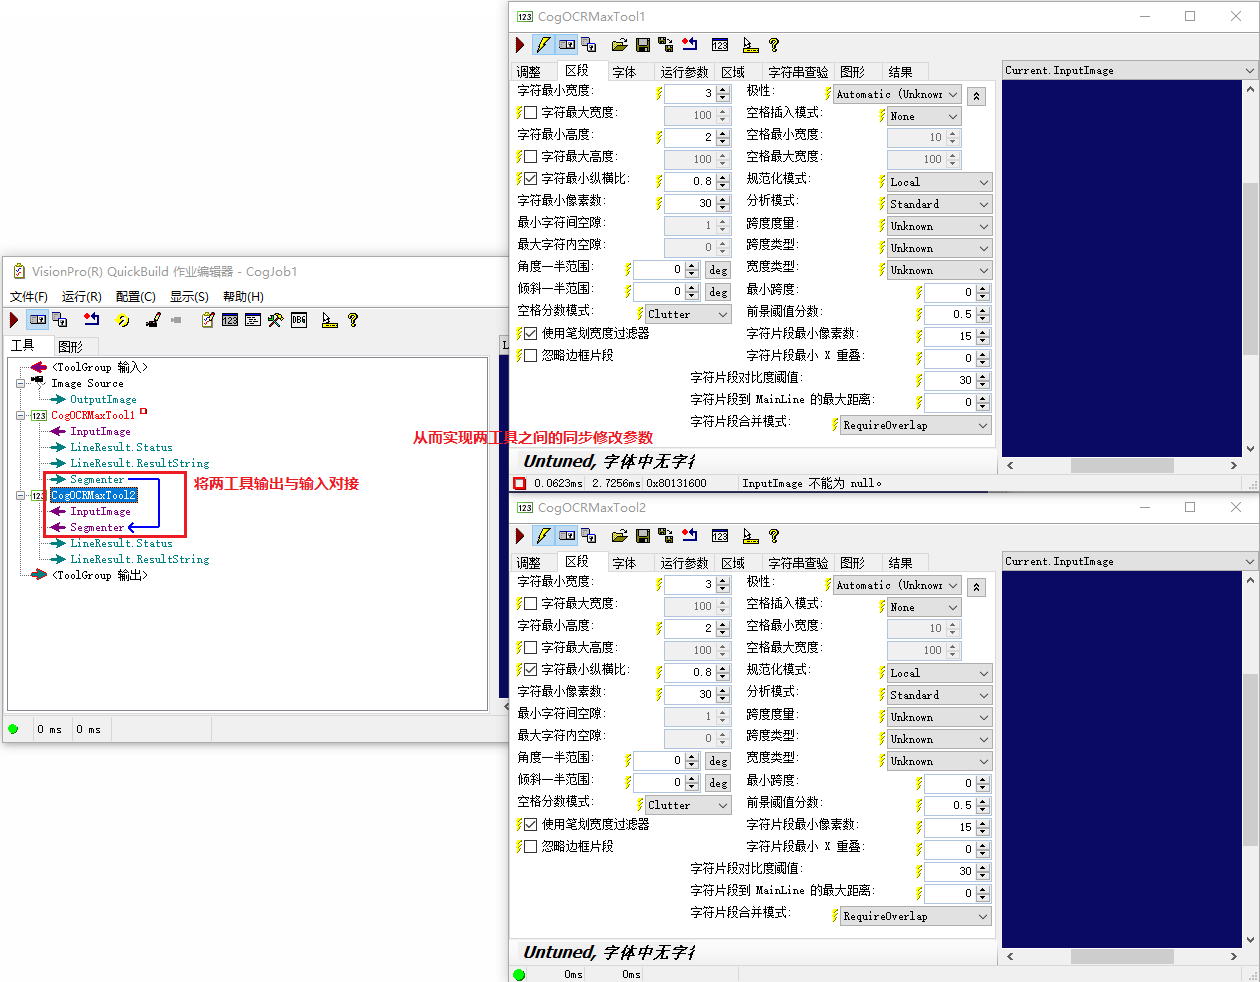 CogOCRMaxTool1
调整 区段 字体 运行参数 区域 字符串查验 图形 结果
Current.InputImage
字符最小宽度: 3
字符最大宽度: 100
字符最小高度: 2
字符最大高度: 100
字符最小纵横比: 0.8
字符最小像素数: 30
最小字符间空隙: 1
最大字符内空隙: 0
角度一半范围: 0 deg
倾斜一半范围: 0 deg
空格分数模式: Clutter
使用笔划宽度过滤器
忽略边框片段
极性: Automatic (Unknown
空格插入模式: None
空格最小宽度: 10
空格最大宽度: 100
规范化模式: Local
分析模式: Standard
跨度度量: Unknown
跨度类型: Unknown
宽度类型: Unknown
最小跨度: 0
前景阈值分数: 0.5
字符片段最小像素数: 15
字符片段最小 X 重叠: 0
字符片段对比度阈值: 30
字符片段到 MainLine 的最大距离: 0
字符片段合并模式: RequireOverlap
Untuned, 字体中无字符
0.0623ms 2.7256ms 0x80131600 InputImage 不能为 null。
VisionPro(R) QuickBuild 作业编辑器 - CogJob1
文件(F) 运行(R) 配置(C) 显示(S) 帮助(H)
工具 图形
<ToolGroup 输入>
Image Source
OutputImage
CogOCRMaxTool1
InputImage
LineResult.Status
LineResult.ResultString
Segmenter
CogOCRMaxTool2
InputImage
Segmenter
LineResult.Status
LineResult.ResultString
<ToolGroup 输出>
将两工具输出与输入对接
从而实现两工具之间的同步修改参数
0 ms 0 ms
CogOCRMaxTool2
调整 区段 字体 运行参数 区域 字符串查验 图形 结果
Current.InputImage
字符最小宽度: 3
字符最大宽度: 100
字符最小高度: 2
字符最大高度: 100
字符最小纵横比: 0.8
字符最小像素数: 30
最小字符间空隙: 1
最大字符内空隙: 0
角度一半范围: 0 deg
倾斜一半范围: 0 deg
空格分数模式: Clutter
使用笔划宽度过滤器
忽略边框片段
极性: Automatic (Unknown
空格插入模式: None
空格最小宽度: 10
空格最大宽度: 100
规范化模式: Local
分析模式: Standard
跨度度量: Unknown
跨度类型: Unknown
宽度类型: Unknown
最小跨度: 0
前景阈值分数: 0.5
字符片段最小像素数: 15
字符片段最小 X 重叠: 0
字符片段对比度阈值: 30
字符片段到 MainLine 的最大距离: 0
字符片段合并模式: RequireOverlap
Untuned, 字体中无字符
0ms 0ms